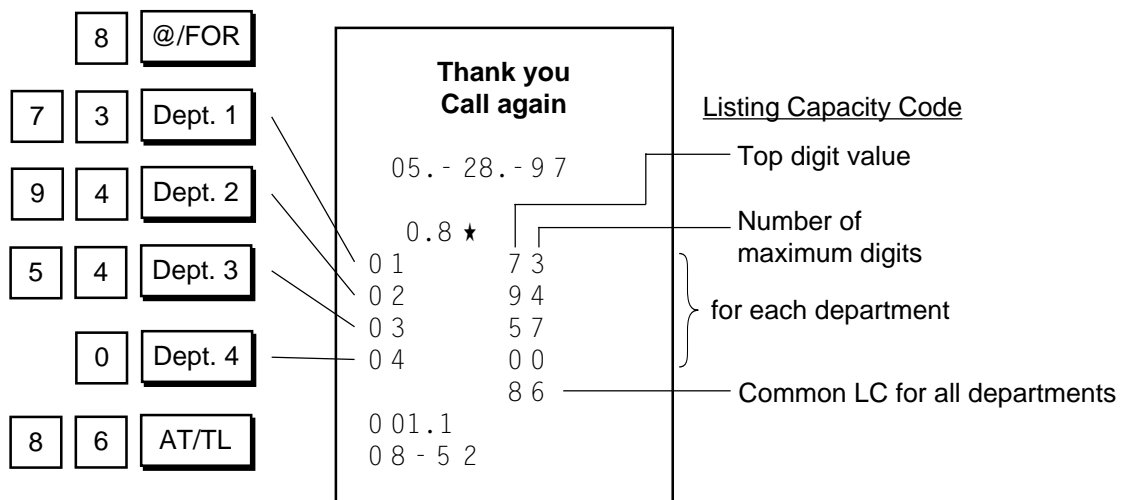 8 @/FOR
7 3 Dept. 1
9 4 Dept. 2
5 4 Dept. 3
0 Dept. 4
8 6 AT/TL
Thank you
Call again
05.-28.-97
0.8 ★
01 73
02 94
03 57
04 00
86
001.1
08-52
Listing Capacity Code
Top digit value
Number of
maximum digits
for each department
Common LC for all departments